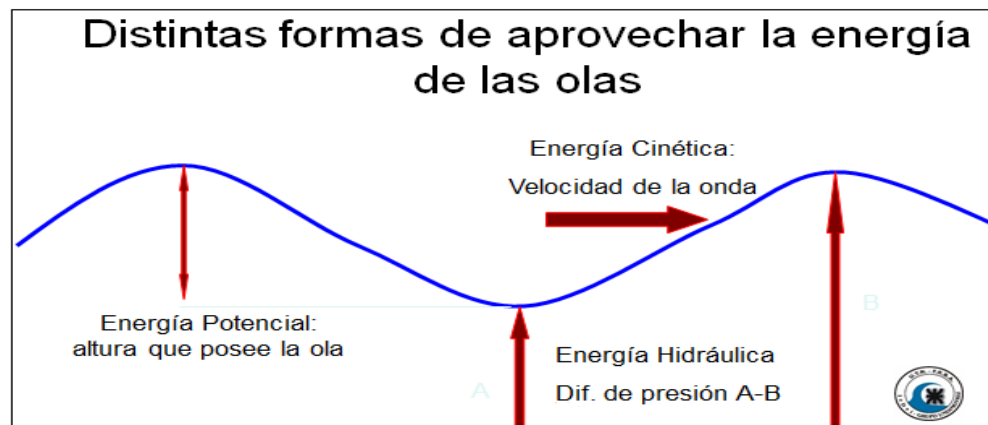 Distintas formas de aprovechar la energía
de las olas
Energía Cinética:
Velocidad de la onda
B
Energía Potencial:
altura que posee la ola
Energía Hidráulica
Dif. de presión A-B
A